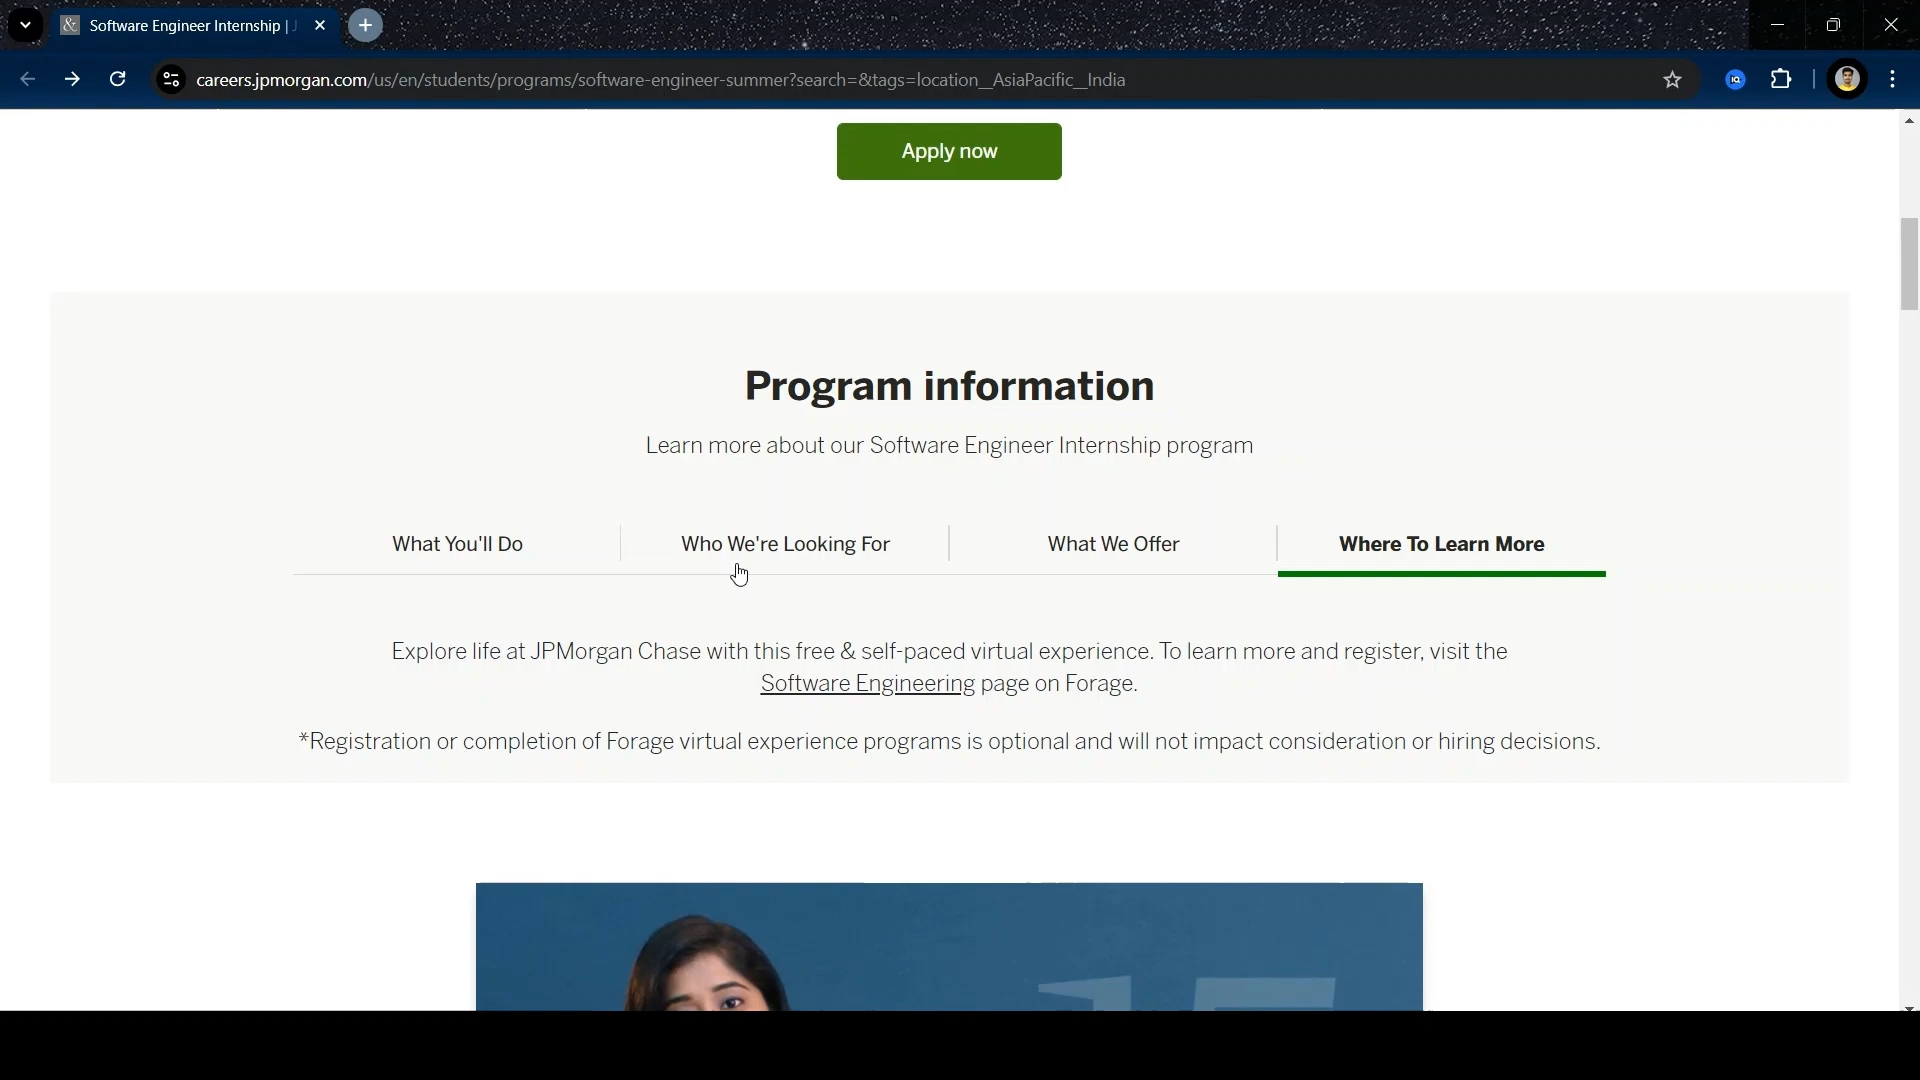 Software Engineer Internship | J
careers.jpmorgan.com/us/en/students/programs/software-engineer-summer?search=&tags=location__AsiaPacific__India
Apply now
Program information
Learn more about our Software Engineer Internship program
What You'll Do
Who We're Looking For
What We Offer
Where To Learn More
Explore life at JPMorgan Chase with this free & self-paced virtual experience. To learn more and register, visit the
Software Engineering page on Forage.
*Registration or completion of Forage virtual experience programs is optional and will not impact consideration or hiring decisions.